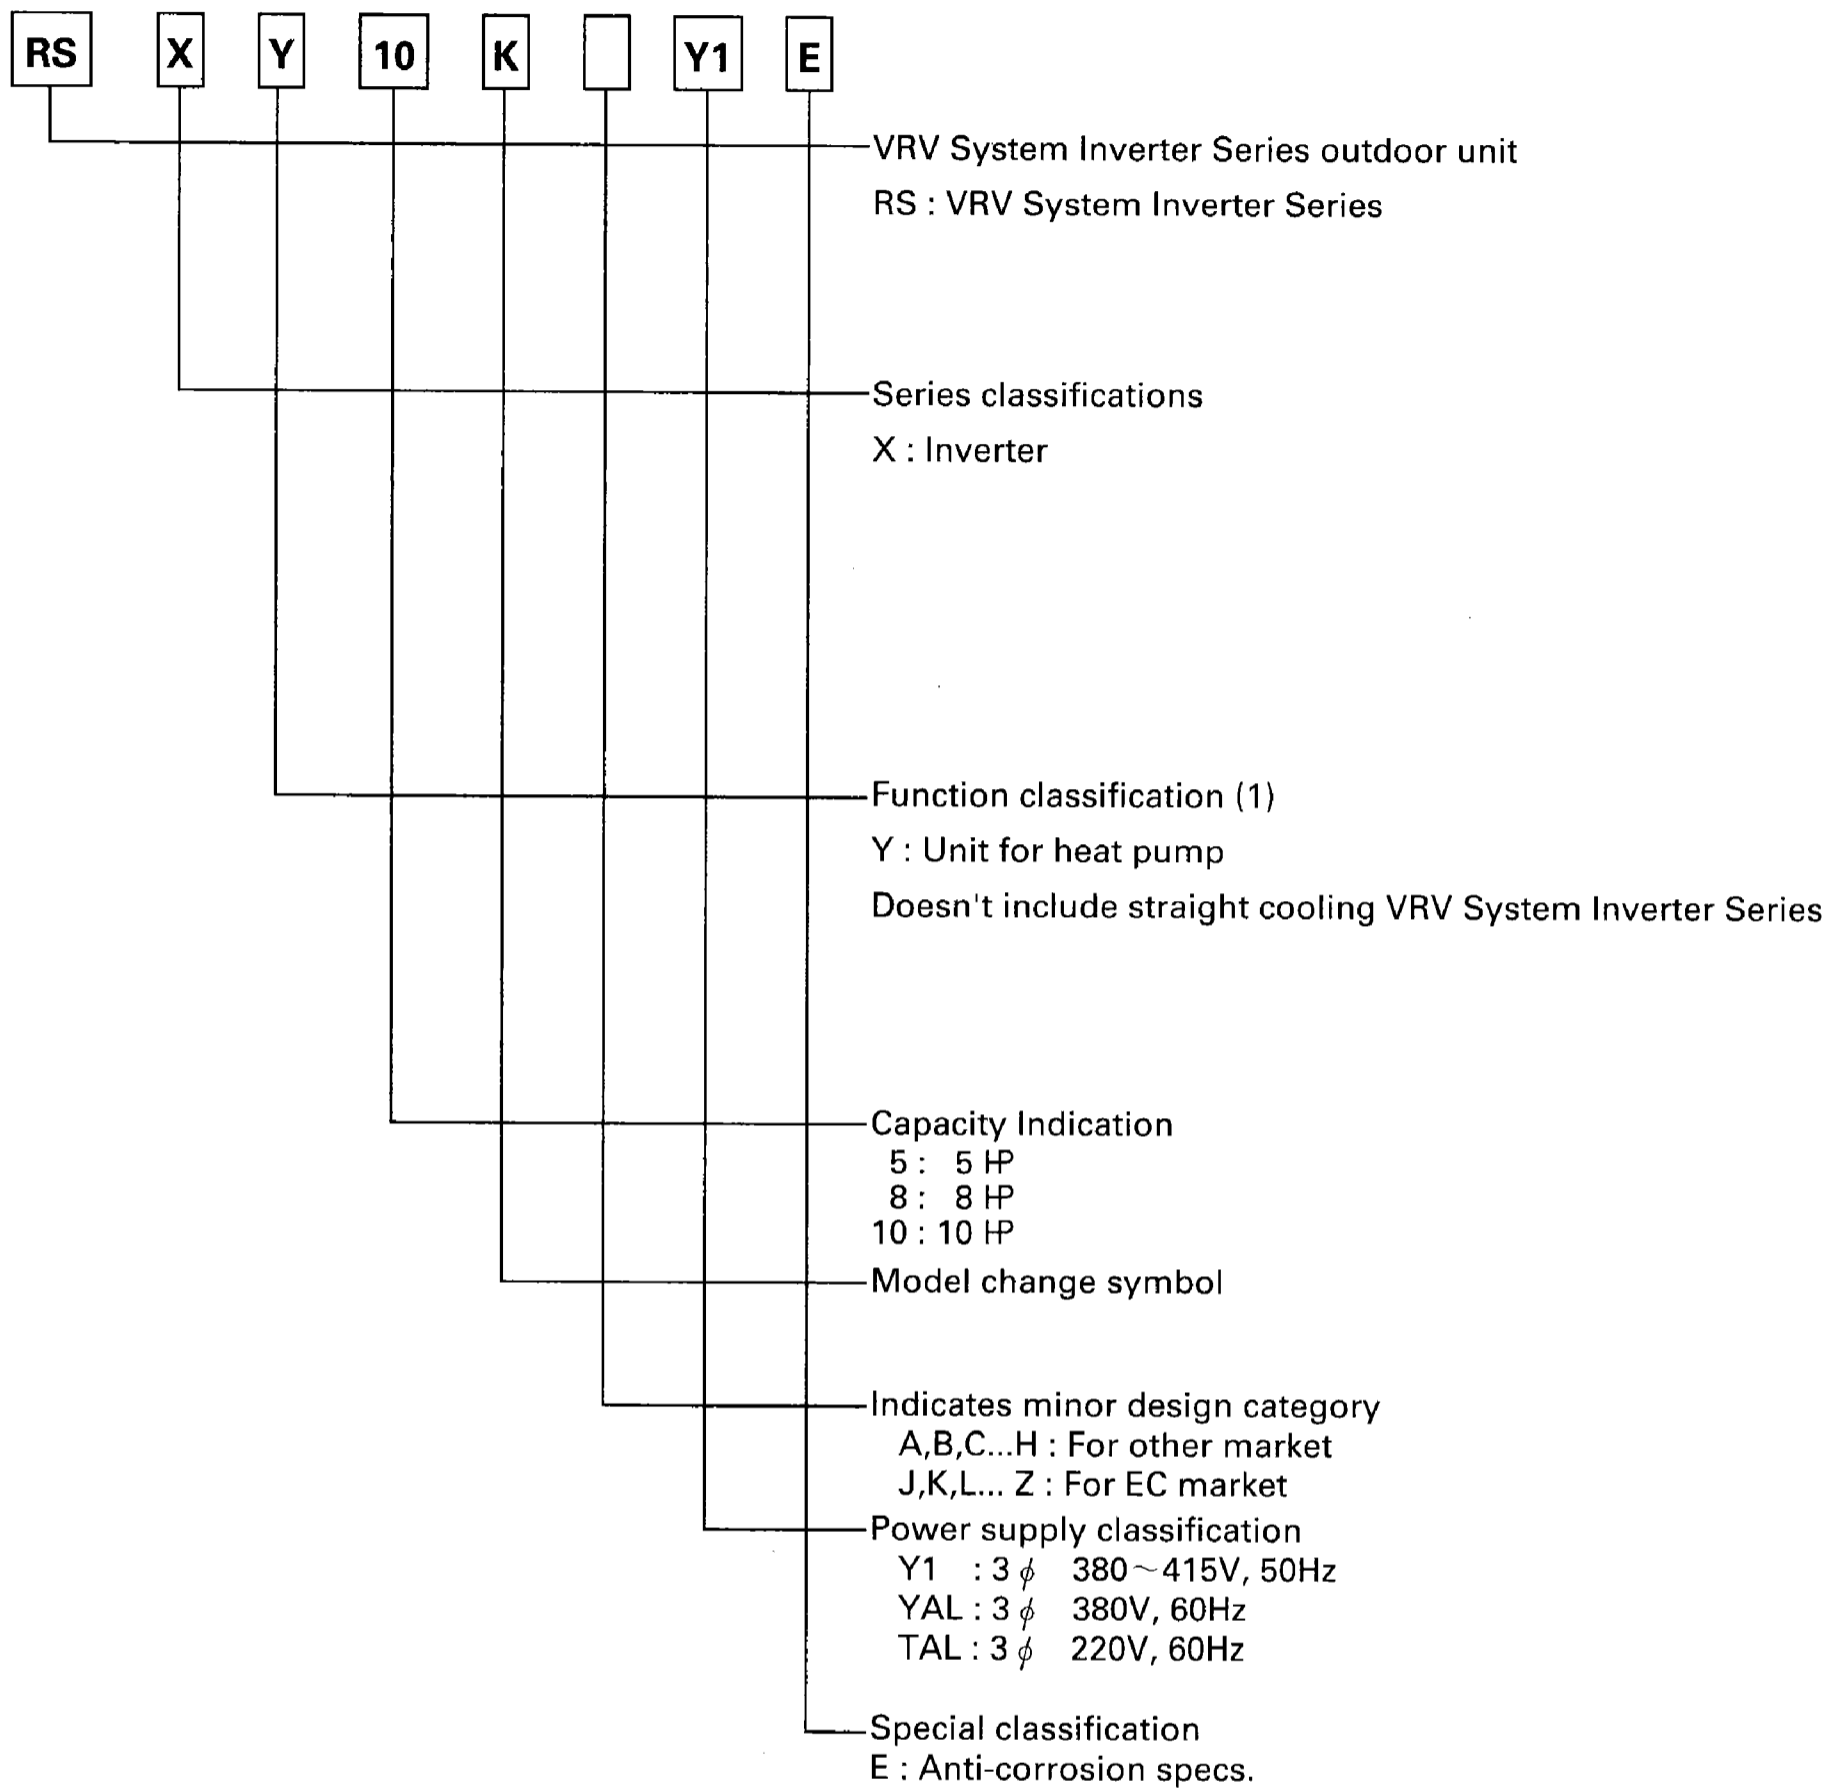 RS X Y 10 K Y1 E
VRV System Inverter Series outdoor unit
RS : VRV System Inverter Series
Series classifications
X : Inverter
Function classification (1)
Y : Unit for heat pump
Doesn't include straight cooling VRV System Inverter Series
Capacity Indication
5 : 5 HP
8 : 8 HP
10 : 10 HP
Model change symbol
Indicates minor design category
A,B,C...H : For other market
J,K,L... Z : For EC market
Power supply classification
Y1 : 3 ϕ 380～415V, 50Hz
YAL : 3 ϕ 380V, 60Hz
TAL : 3 ϕ 220V, 60Hz
Special classification
E : Anti-corrosion specs.